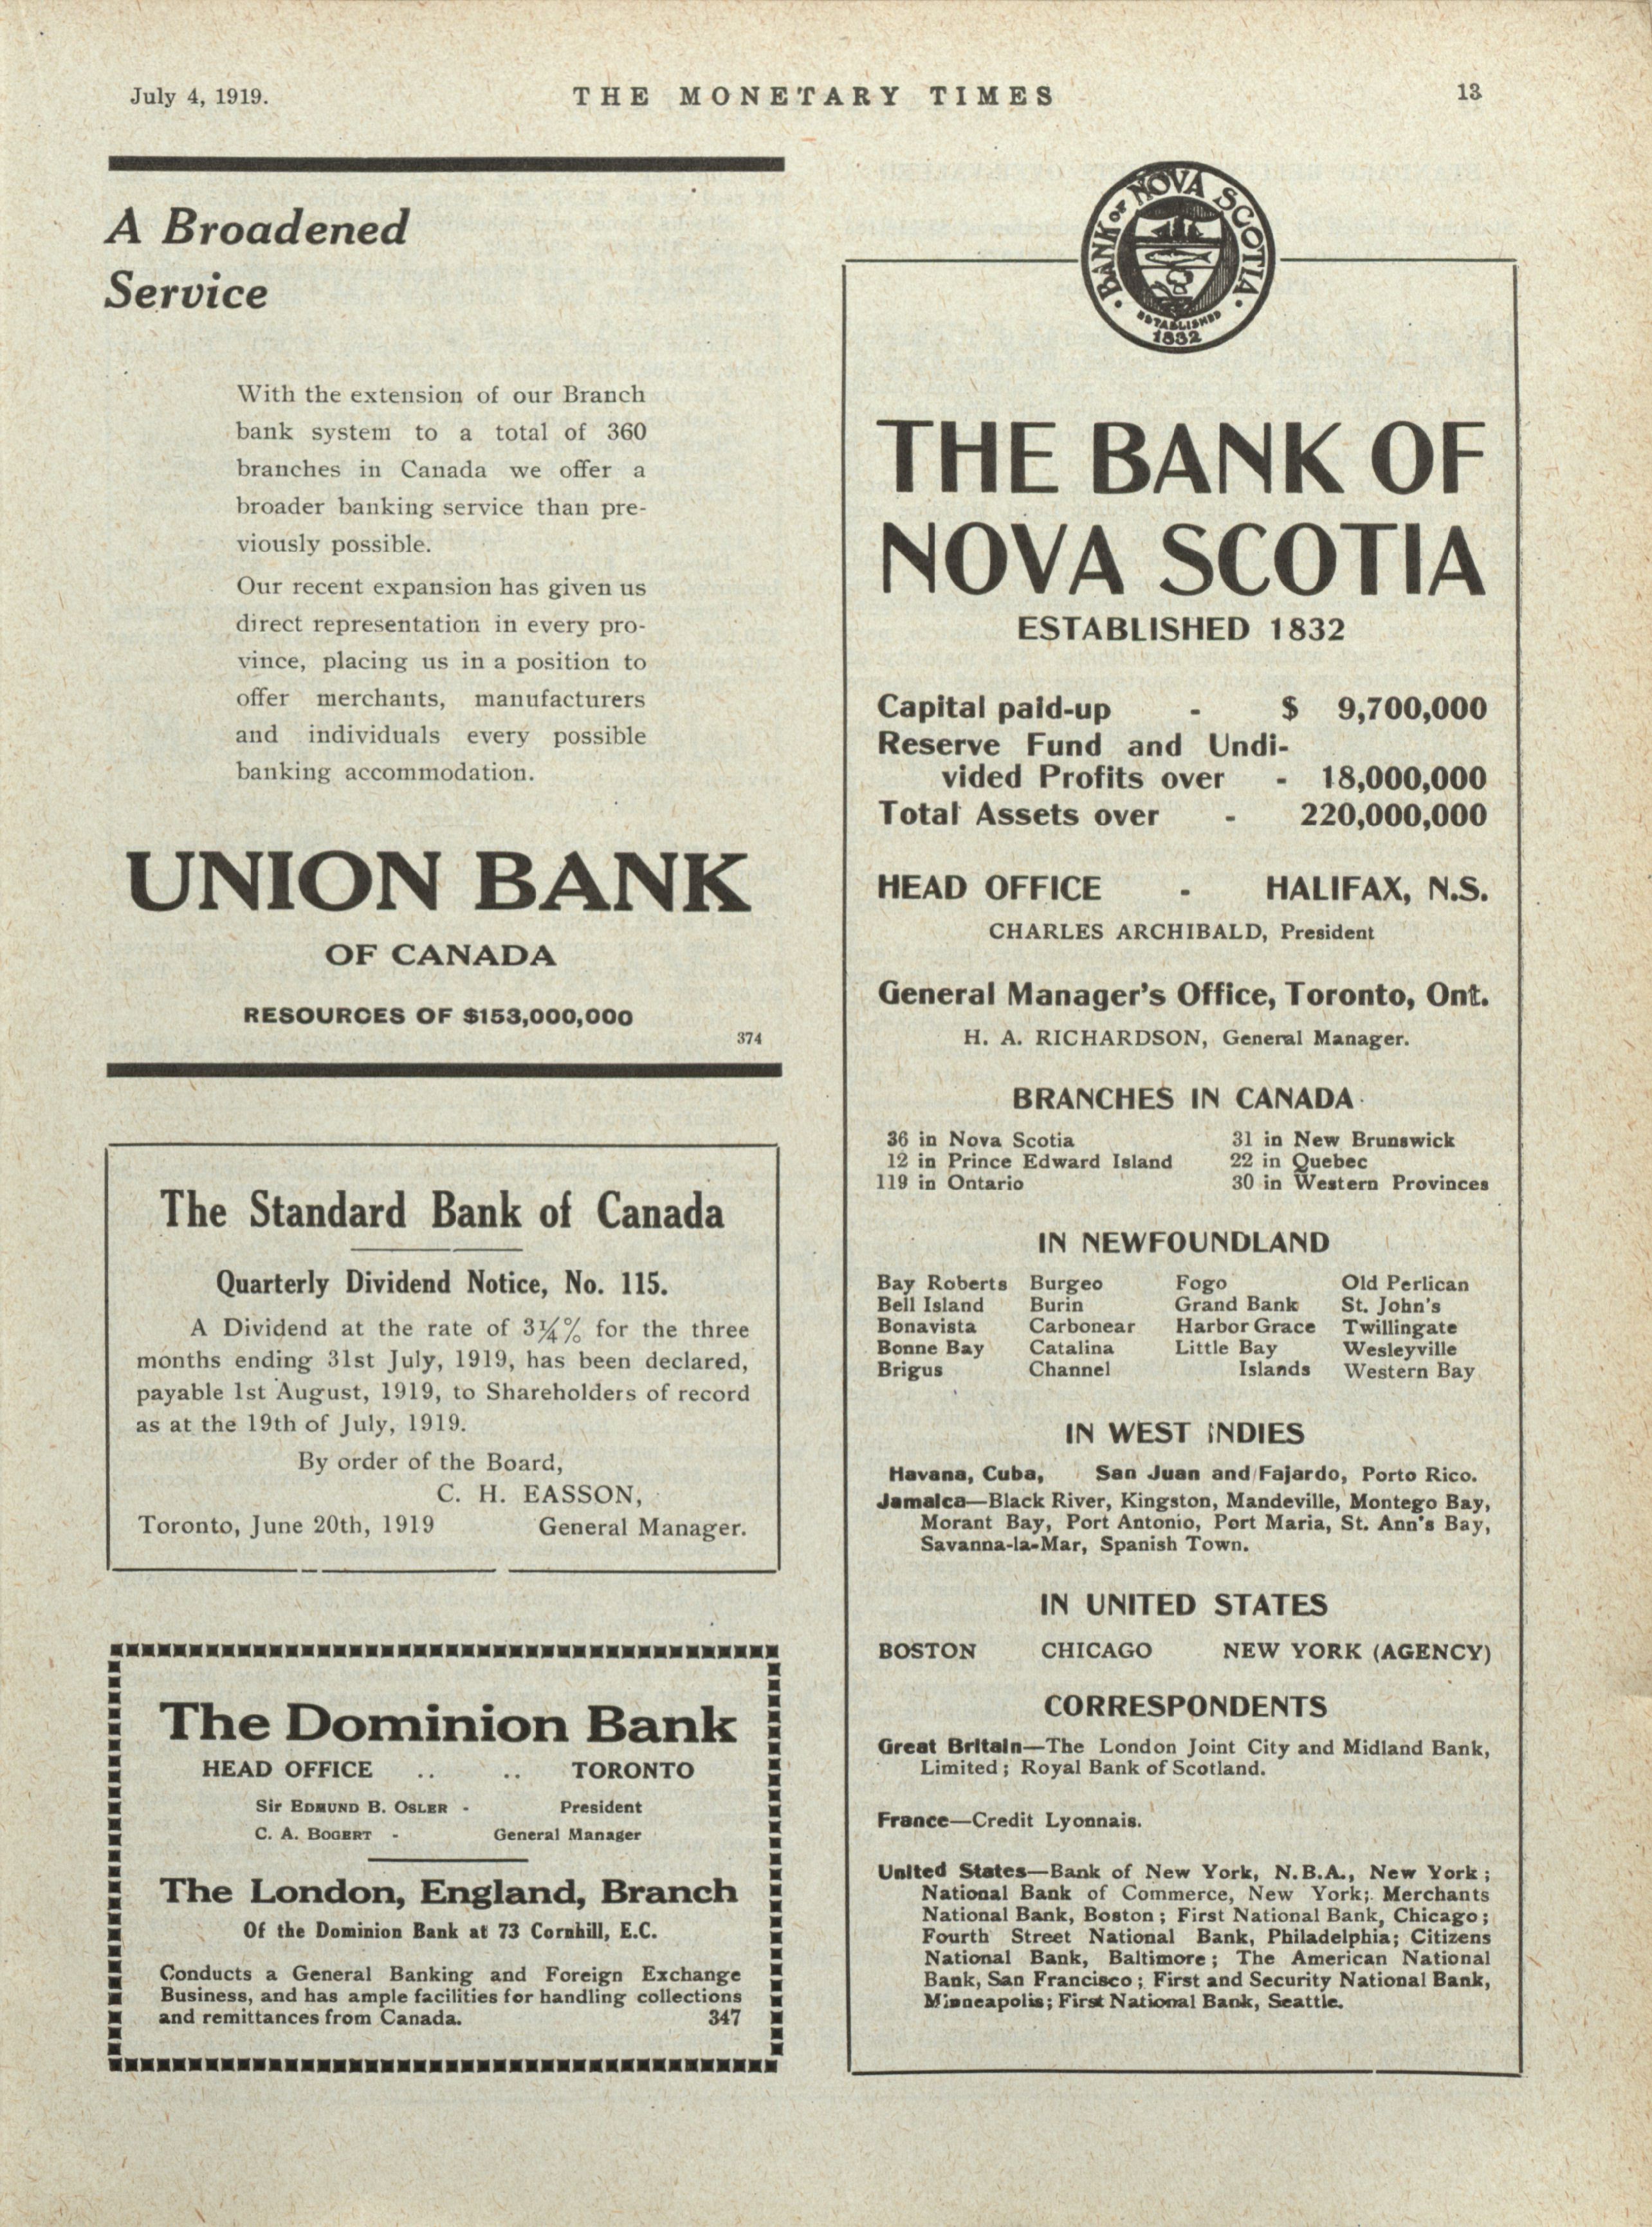 July 4, 1919.
THE MONETARY TIMES
13
A Broadened
Service
With the extension of our Branch
bank system to a total of 360
branches in Canada we offer a
broader banking service than pre-
viously possible.
Our recent expansion has given us
direct representation in every pro-
vince, placing us in a position to
offer merchants, manufacturers
and individuals every possible
banking accommodation.
UNION BANK
OF CANADA
RESOURCES OF $153,000,000
374
The Standard Bank of Canada
Quarterly Dividend Notice, No. 115.
A Dividend at the rate of 3¼% for the three
months ending 31st July, 1919, has been declared,
payable 1st August, 1919, to Shareholders of record
as at the 19th of July, 1919.
By order of the Board,
C. H. EASSON,
Toronto, June 20th, 1919 General Manager.
The Dominion Bank
HEAD OFFICE .. .. TORONTO
Sir EDMUND B. OSLER - President
C. A. BOGERT - General Manager
The London, England, Branch
Of the Dominion Bank at 73 Cornhill, E.C.
Conducts a General Banking and Foreign Exchange
Business, and has ample facilities for handling collections
and remittances from Canada. 347
BANK OF NOVA SCOTIA
ESTABLISHED
1832
THE BANK OF
NOVA SCOTIA
ESTABLISHED 1832
Capital paid-up - $ 9,700,000
Reserve Fund and Undi-
vided Profits over - 18,000,000
Total Assets over - 220,000,000
HEAD OFFICE - HALIFAX, N.S.
CHARLES ARCHIBALD, President
General Manager's Office, Toronto, Ont.
H. A. RICHARDSON, General Manager.
BRANCHES IN CANADA
36 in Nova Scotia 31 in New Brunswick
12 in Prince Edward Island 22 in Quebec
119 in Ontario 30 in Western Provinces
IN NEWFOUNDLAND
Bay Roberts Burgeo Fogo Old Perlican
Bell Island Burin Grand Bank St. John's
Bonavista Carbonear Harbor Grace Twillingate
Bonne Bay Catalina Little Bay Wesleyville
Brigus Channel Islands Western Bay
IN WEST INDIES
Havana, Cuba, San Juan and Fajardo, Porto Rico.
Jamaica—Black River, Kingston, Mandeville, Montego Bay,
Morant Bay, Port Antonio, Port Maria, St. Ann's Bay,
Savanna-la-Mar, Spanish Town.
IN UNITED STATES
BOSTON CHICAGO NEW YORK (AGENCY)
CORRESPONDENTS
Great Britain—The London Joint City and Midland Bank,
Limited; Royal Bank of Scotland.
France—Credit Lyonnais.
United States—Bank of New York, N.B.A., New York;
National Bank of Commerce, New York; Merchants
National Bank, Boston; First National Bank, Chicago;
Fourth Street National Bank, Philadelphia; Citizens
National Bank, Baltimore; The American National
Bank, San Francisco; First and Security National Bank,
Minneapolis; First National Bank, Seattle.